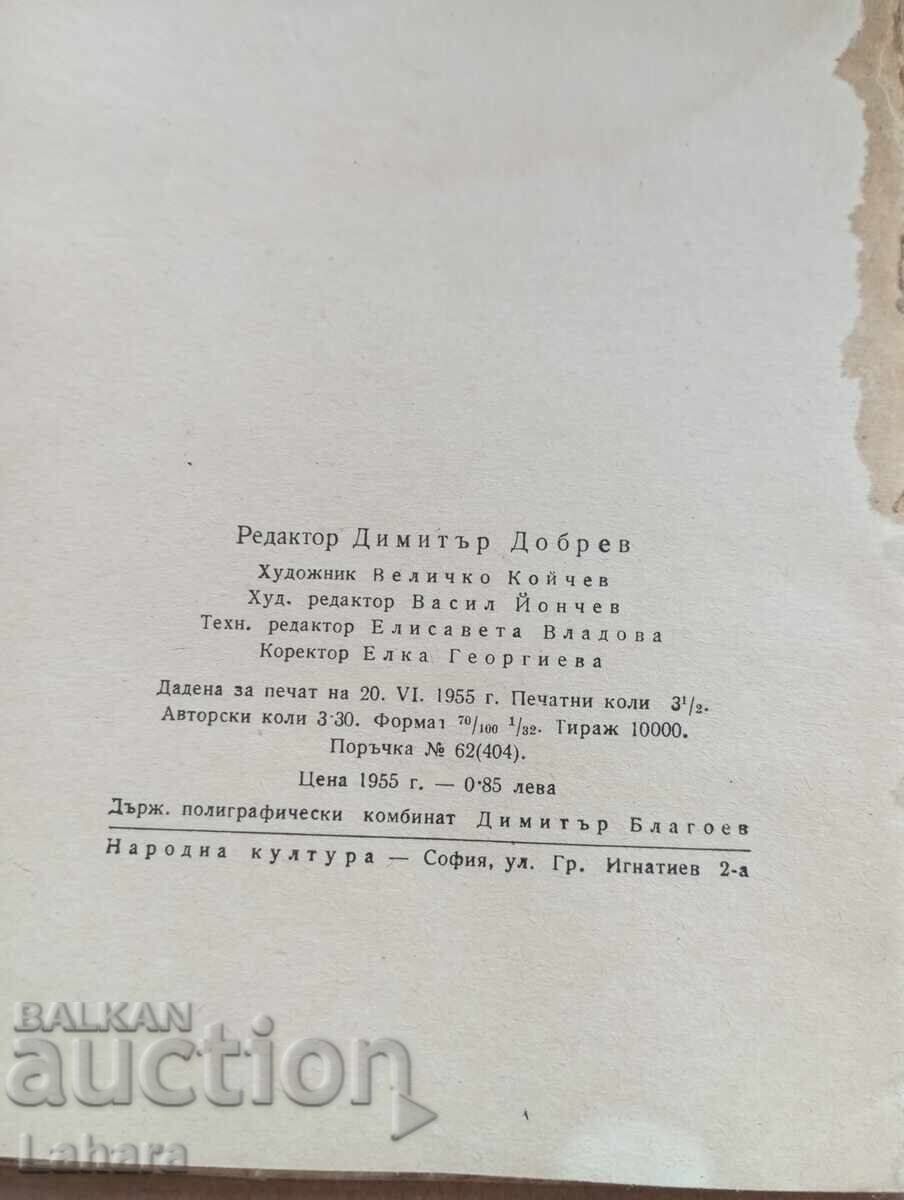 Редактор Димитър Добрев
Художник Величко Койчев
Худ. редактор Васил Йончев
Техн. редактор Елисавета Владова
Коректор Елка Георгиева
Дадена за печат на 20. VI. 1955 г. Печатни коли 3¹/₂.
Авторски коли 3·30. Формат ⁷⁰/₁₀₀ ¹/₃₂. Тираж 10000.
Поръчка № 62(404).
Цена 1955 г. — 0·85 лева
Държ. полиграфически комбинат Димитър Благоев
Народна култура — София, ул. Гр. Игнатиев 2-а
BALKAN
auction
Lahara